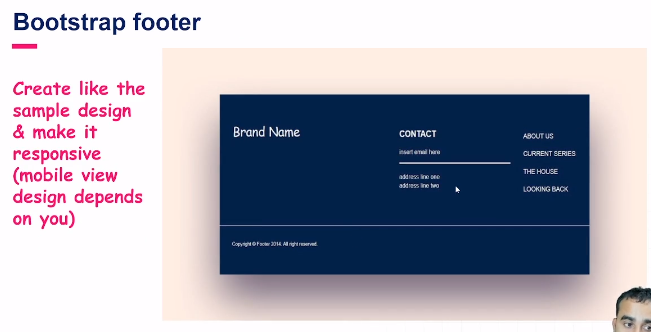 Bootstrap footer
Create like the
sample design
& make it
responsive
(mobile view
design depends
on you)
Brand Name
CONTACT
insert email here
address line one
address line two
ABOUT US
CURRENT SERIES
THE HOUSE
LOOKING BACK
Copyright © Footer 2014. All right reserved.